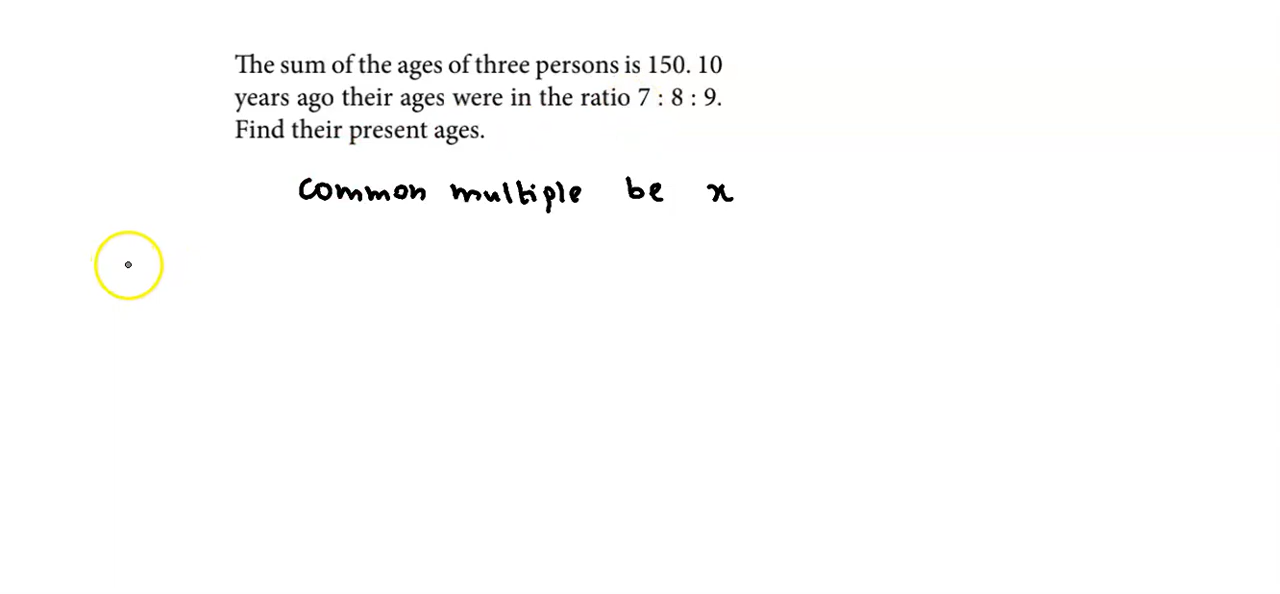 The sum of the ages of three persons is 150. 10
years ago their ages were in the ratio 7 : 8 : 9.
Find their present ages.
common multiple be x